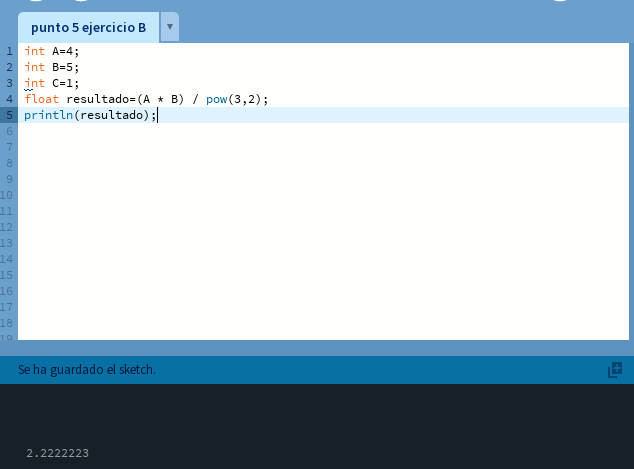 punto 5 ejercicio B ▼
1 int A=4;
2 int B=5;
3 int C=1;
4 float resultado=(A * B) / pow(3,2);
5 println(resultado);
6
7
8
9
10
11
12
13
14
15
16
17
18
19
Se ha guardado el sketch.
2.2222223